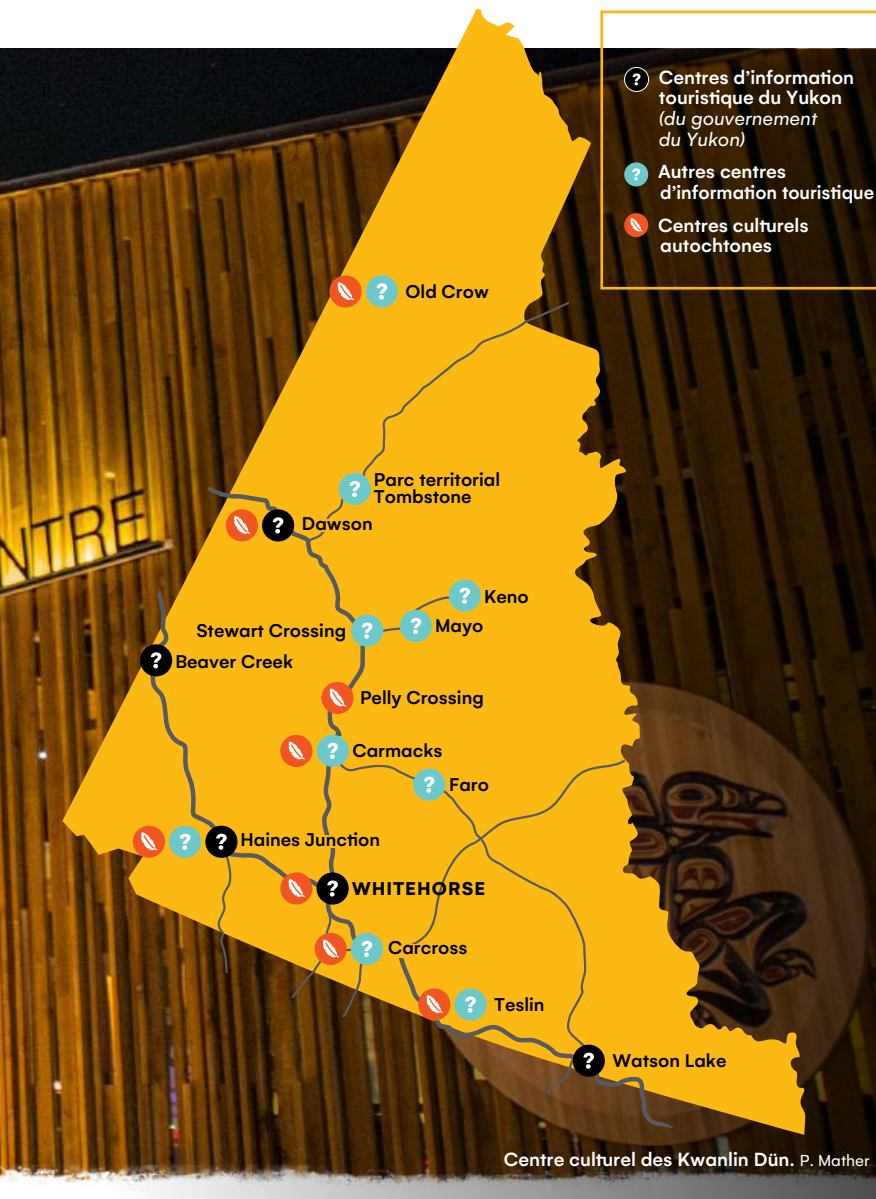 Centres d'information
touristique du Yukon
(du gouvernement
du Yukon)
Autres centres
d'information touristique
Centres culturels
autochtones
Old Crow
Parc territorial
Tombstone
NTRE
Dawson
Keno
Stewart Crossing
Mayo
Beaver Creek
Pelly Crossing
Carmacks
Faro
Haines Junction
WHITEHORSE
Carcross
Teslin
Watson Lake
Centre culturel des Kwanlin Dün. P. Mather